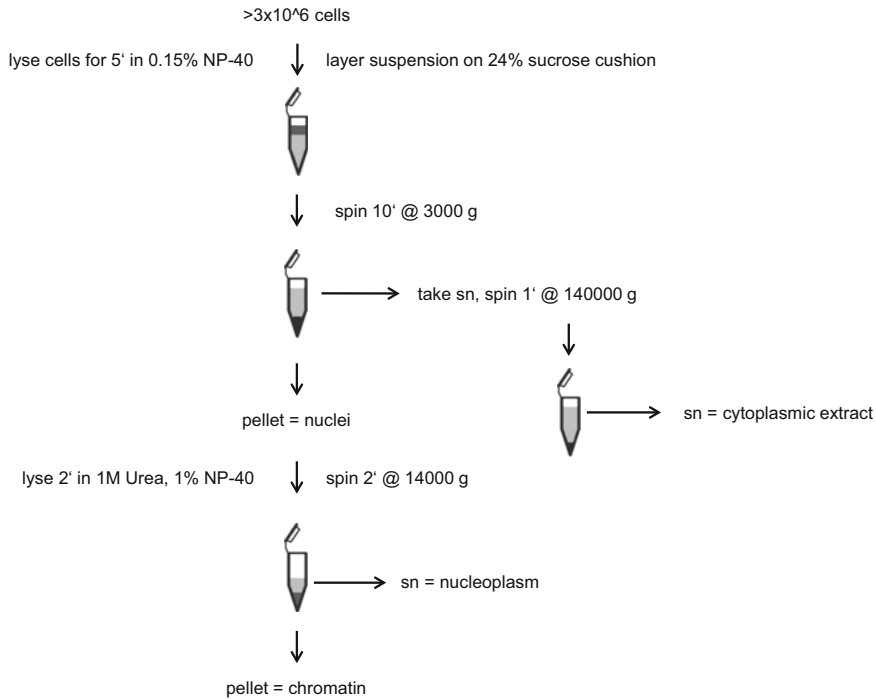 >3x10^6 cells
lyse cells for 5‘ in 0.15% NP-40
layer suspension on 24% sucrose cushion
spin 10‘ @ 3000 g
take sn, spin 1‘ @ 140000 g
pellet = nuclei
sn = cytoplasmic extract
lyse 2‘ in 1M Urea, 1% NP-40
spin 2‘ @ 14000 g
sn = nucleoplasm
pellet = chromatin